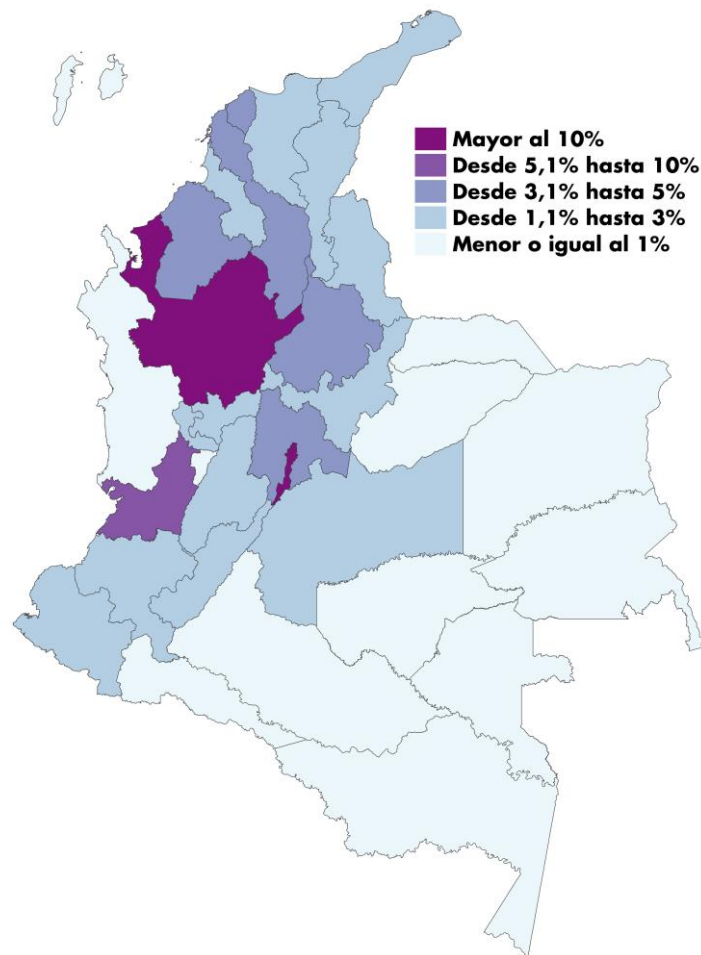 Mayor al 10%
Desde 5,1% hasta 10%
Desde 3,1% hasta 5%
Desde 1,1% hasta 3%
Menor o igual al 1%